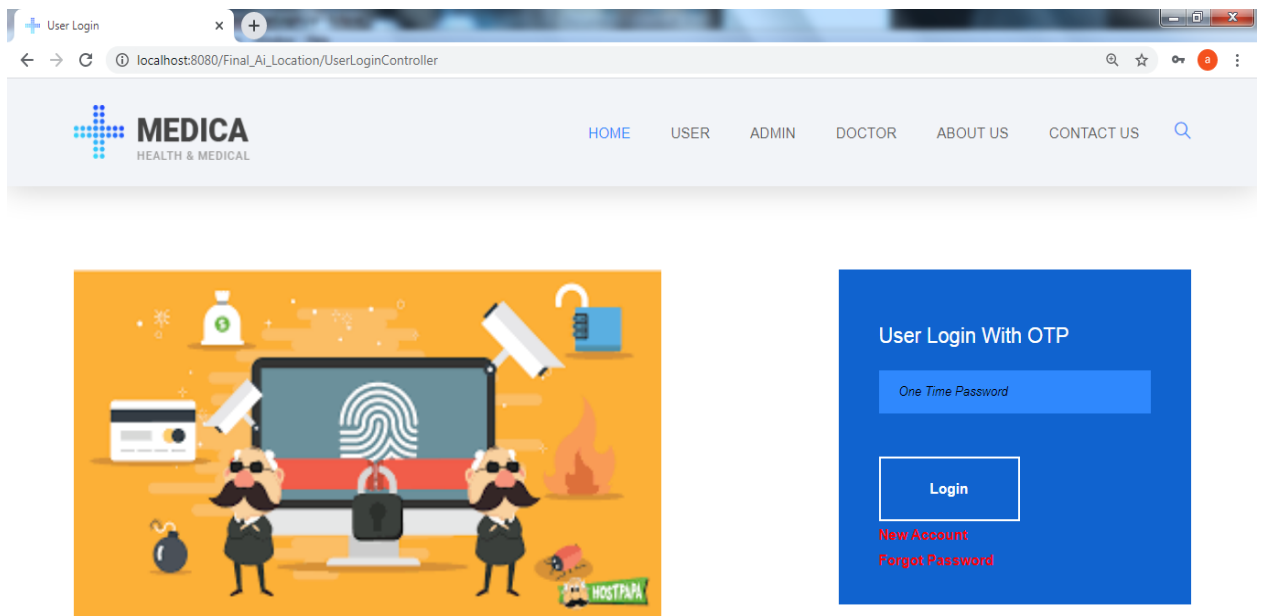 User Login
localhost:8080/Final_Ai_Location/UserLoginController
a
MEDICA
HEALTH & MEDICAL
HOME USER ADMIN DOCTOR ABOUT US CONTACT US
User Login With OTP
One Time Password
Login
New Account
Forgot Password
$
HOSTPAPA